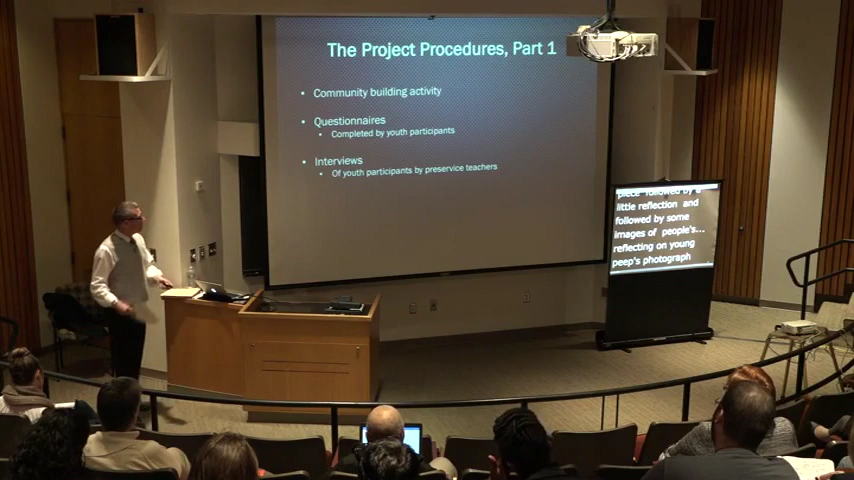 The Project Procedures, Part 1
• Community building activity
• Questionnaires
• Completed by youth participants
• Interviews
• Of youth participants by preservice teachers
piece followed by a
little reflection and
followed by some
images of people's...
reflecting on young
peep's photograph